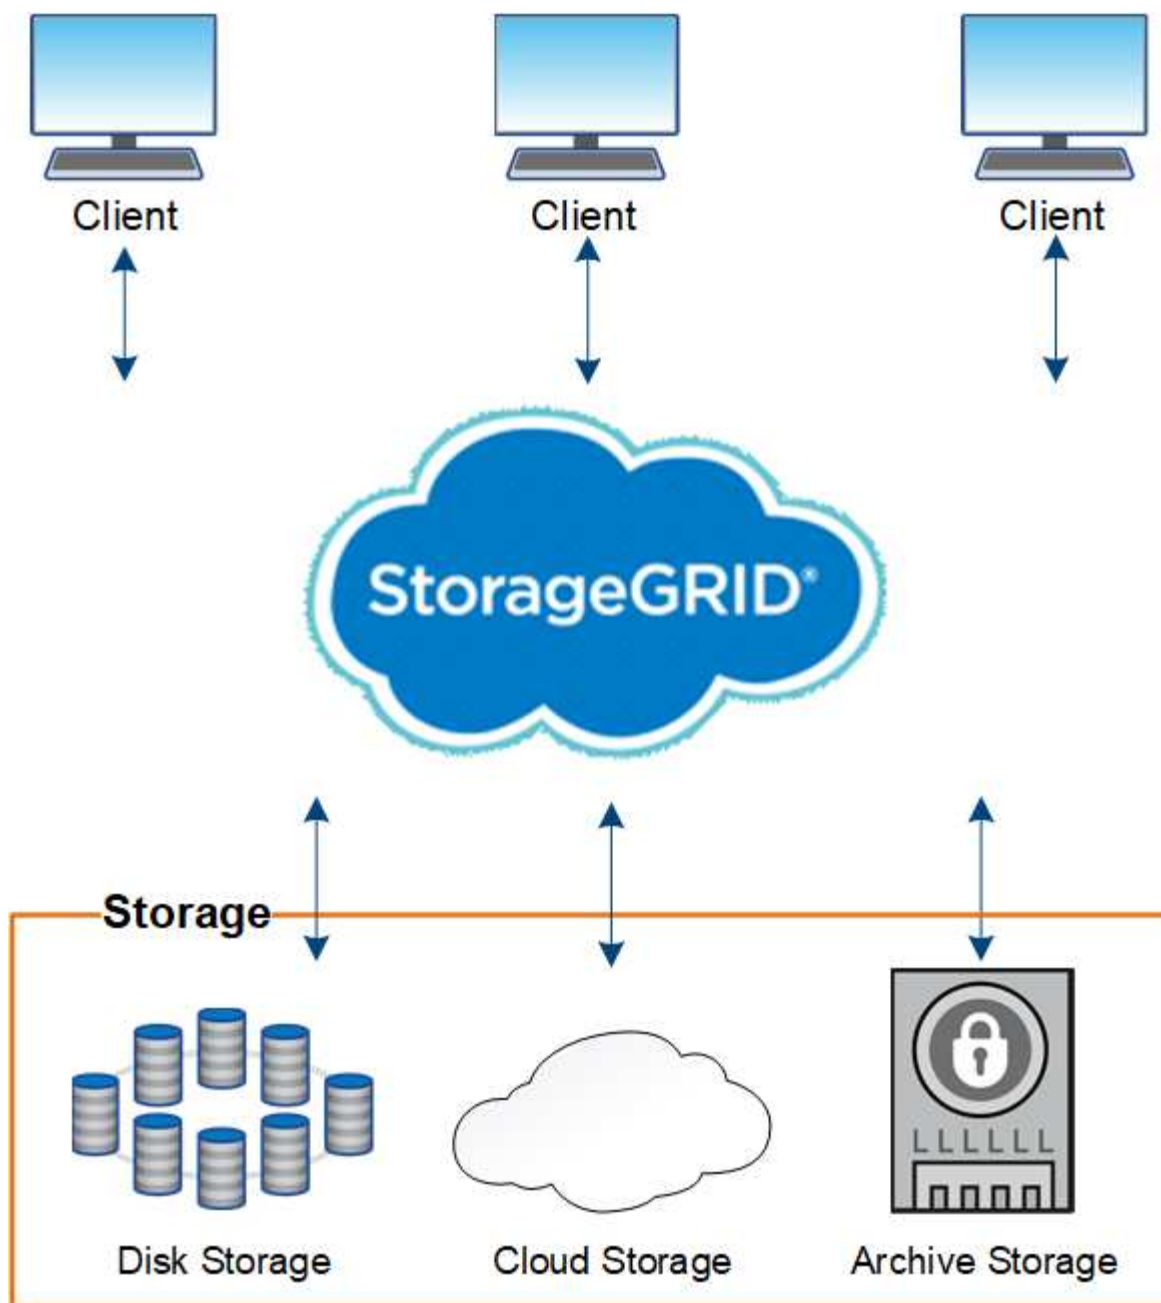 Client
Client
Client
StorageGRID®
Storage
L L L L L L
Disk Storage
Cloud Storage
Archive Storage